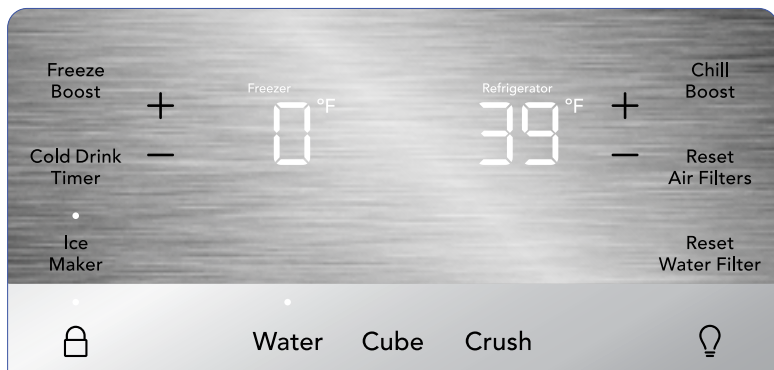 Freeze
Boost
Freezer
0 °F
Refrigerator
39 °F
Chill
Boost
+
+
Cold Drink
Timer
−
−
Reset
Air Filters
Ice
Maker
Reset
Water Filter
Water Cube Crush